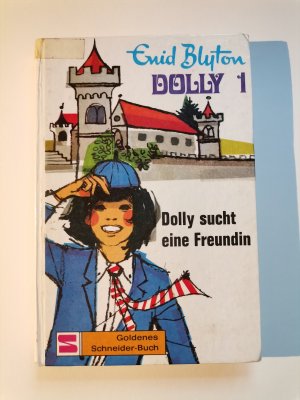 Enid Blyton
DOLLY 1
Dolly sucht
eine Freundin
Goldenes
Schneider-Buch